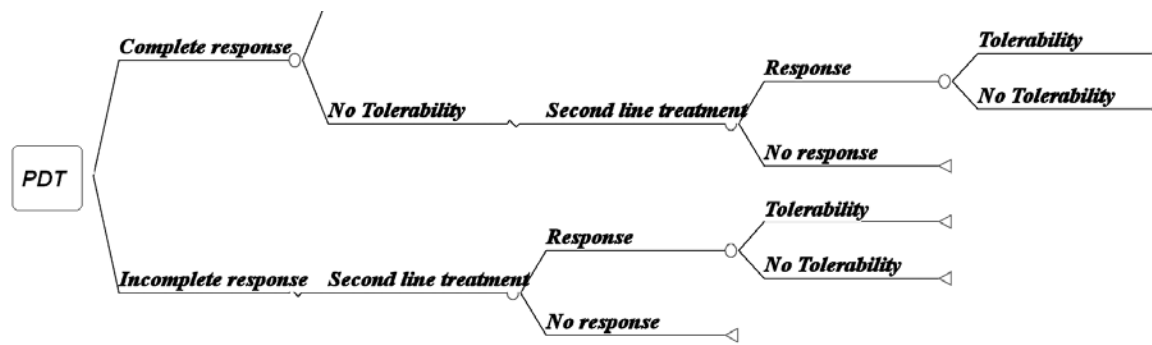 Tolerability
Complete response
Response
No Tolerability
No Tolerability
Second line treatment
No response
PDT
Tolerability
Response
No Tolerability
Incomplete response
Second line treatment
No response